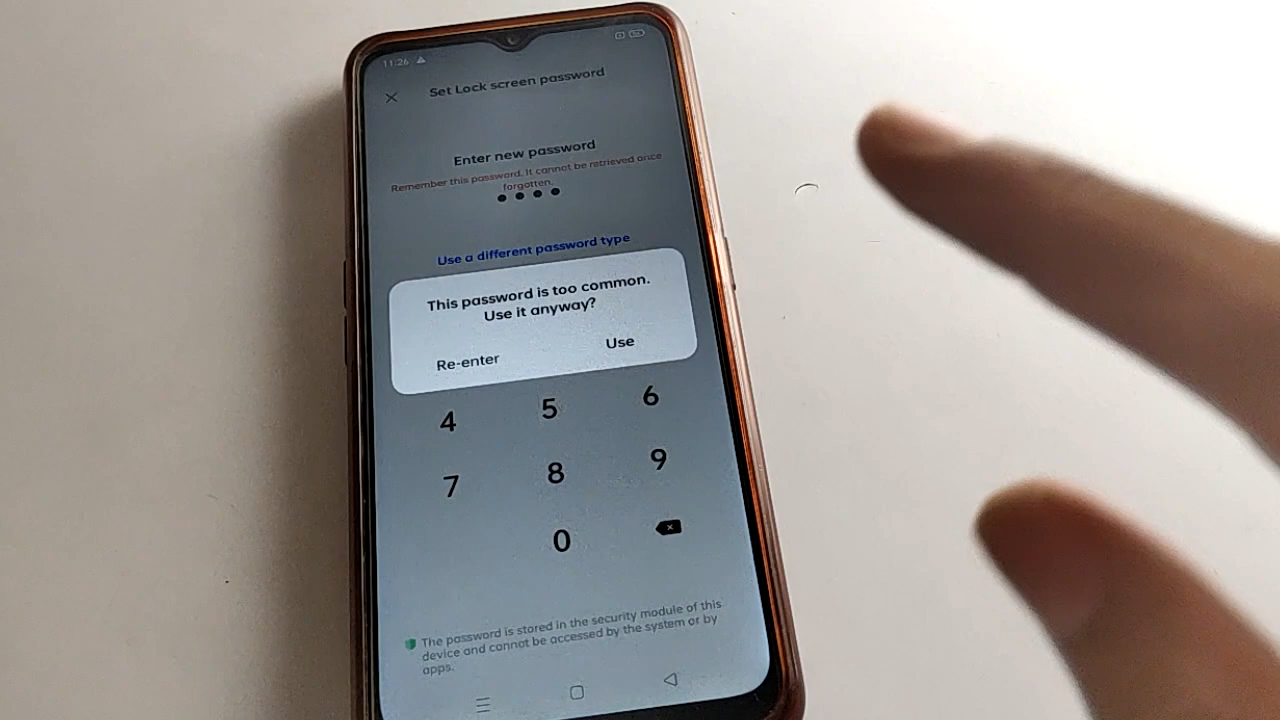 11:26
Set Lock screen password
Enter new password
Remember this password. It cannot be retrieved once
forgotten.
Use a different password type
This password is too common.
Use it anyway?
Re-enter
Use
4 5 6
7 8 9
0
The password is stored in the security module of this
device and cannot be accessed by the system or by
apps.